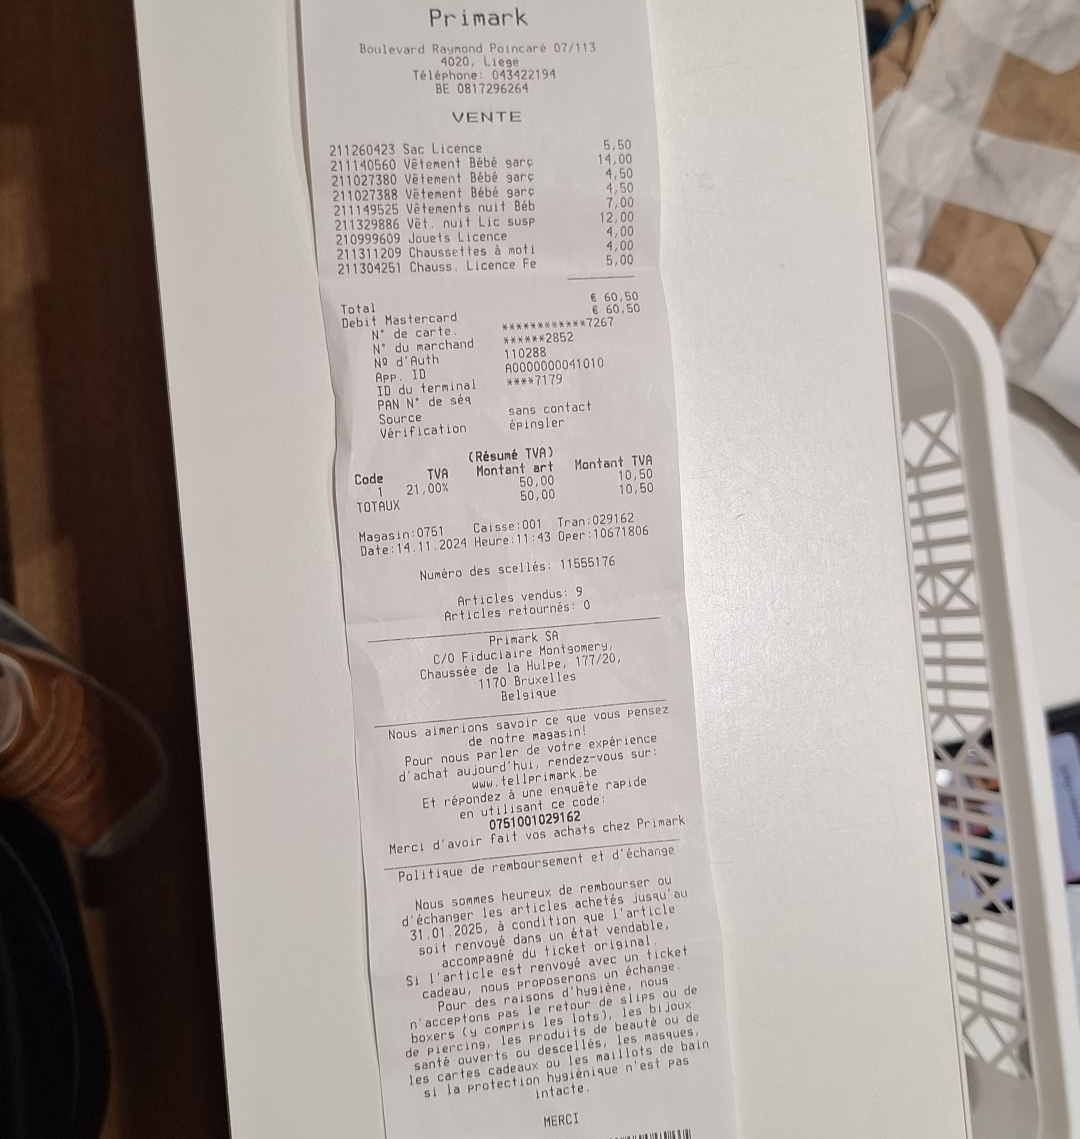 Primark
Boulevard Raymond Poincaré 07/113
4020, Liege
Téléphone: 043422194
BE 0817296264
VENTE
211260423 Sac Licence 5,50
211140560 Vêtement Bébé garç 14,00
211027380 Vêtement Bébé garç 4,50
211027388 Vêtement Bébé garç 4,50
211149525 Vêtements nuit Béb 7,00
211329886 Vêt. nuit Lic susp 12,00
210999609 Jouets Licence 4,00
211311209 Chaussettes à moti 4,00
211304251 Chauss. Licence Fe 5,00
Total € 60,50
Debit Mastercard € 60,50
N° de carte. ************7267
N° du marchand ******2852
Nº d'Auth 110288
App. ID A0000000041010
ID du terminal ****7179
PAN N° de séq
Source sans contact
Vérification épingler
(Résumé TVA)
Code TVA Montant art Montant TVA
1 21,00% 50,00 10,50
TOTAUX 50,00 10,50
Magasin:0751 Caisse:001 Tran:029162
Date:14.11.2024 Heure:11:43 Oper:10671806
Numéro des scellés: 11555176
Articles vendus: 9
Articles retournés: 0
Primark SA
C/O Fiduciaire Montgomery,
Chaussée de la Hulpe, 177/20,
1170 Bruxelles
Belgique
Nous aimerions savoir ce que vous pensez
de notre magasin!
Pour nous parler de votre expérience
d'achat aujourd'hui, rendez-vous sur:
www.tellprimark.be
Et répondez à une enquête rapide
en utilisant ce code:
0751001029162
Merci d'avoir fait vos achats chez Primark
Politique de remboursement et d'échange
Nous sommes heureux de rembourser ou
d'échanger les articles achetés jusqu'au
31.01.2025, à condition que l'article
soit renvoyé dans un état vendable,
accompagné du ticket original.
Si l'article est renvoyé avec un ticket
cadeau, nous proposerons un échange.
Pour des raisons d'hygiène, nous
n'acceptons pas le retour de slips ou de
boxers (y compris les lots), les bijoux
de piercing, les produits de beauté ou de
santé ouverts ou descellés, les masques,
les cartes cadeaux ou les maillots de bain
si la protection hygiénique n'est pas
intacte.
MERCI